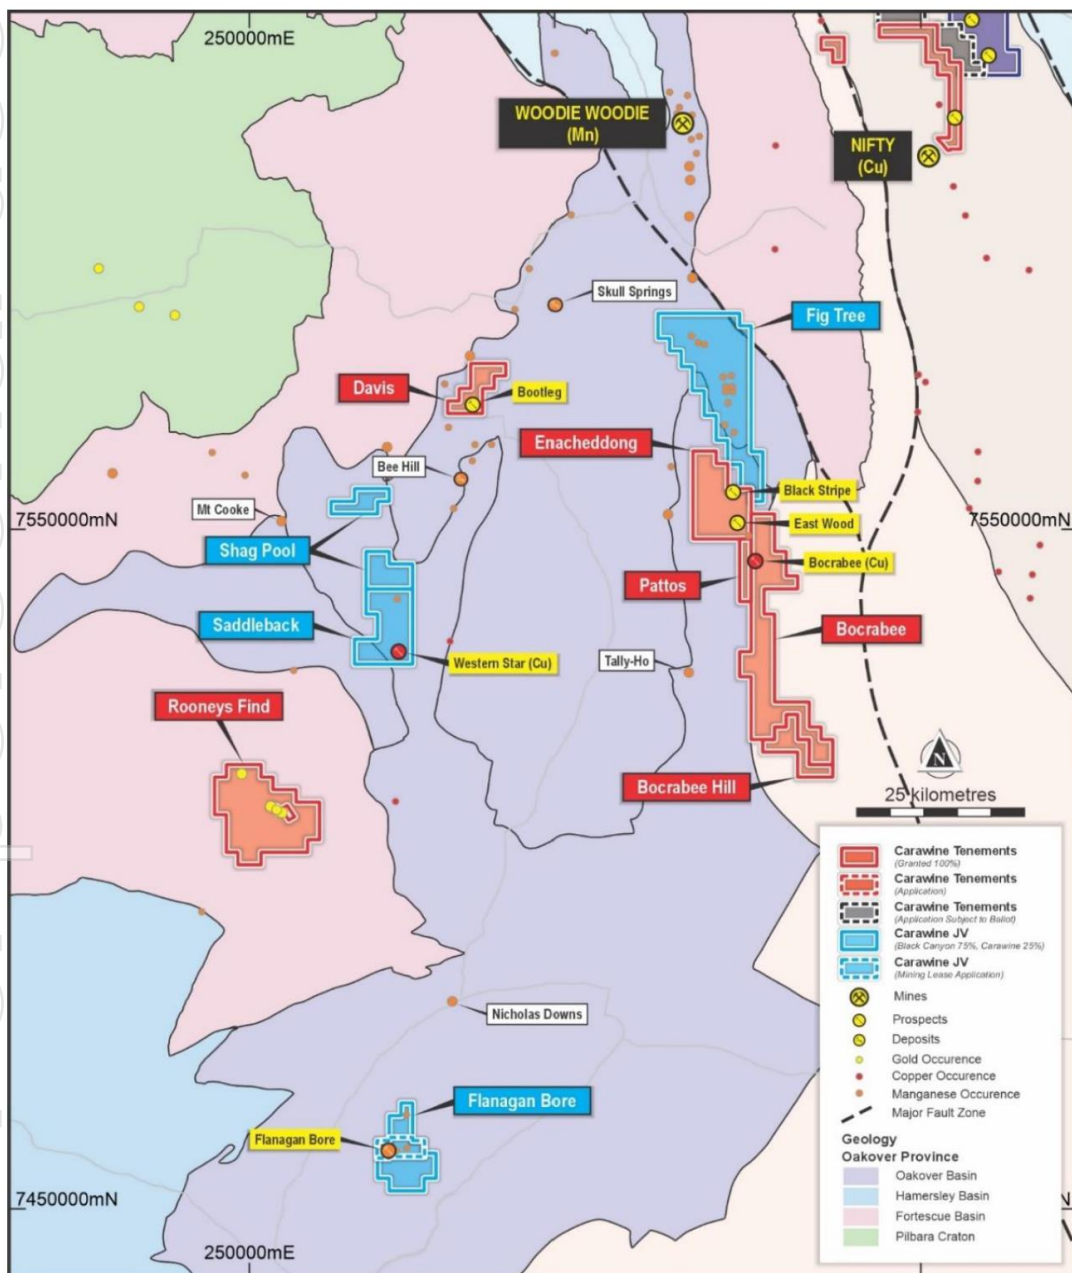 250000mE
WOODIE WOODIE
(Mn)
NIFTY
(Cu)
Skull Springs
Fig Tree
Davis
Bootleg
Enacheddong
Bee Hill
Black Stripe
Mt Cooke
7550000mN
7550000mN
East Wood
Shag Pool
Bocrabee (Cu)
Pattos
Saddleback
Bocrabee
Western Star (Cu)
Tally-Ho
Rooneys Find
N
Bocrabee Hill
25 kilometres
Carawine Tenements
(Granted 100%)
Carawine Tenements
(Application)
Carawine Tenements
(Application Subject to Ballot)
Carawine JV
(Black Canyon 75%, Carawine 25%)
Carawine JV
(Mining Lease Application)
Mines
Prospects
Deposits
Gold Occurence
Copper Occurence
Manganese Occurence
Major Fault Zone
Geology
Oakover Province
Oakover Basin
Hamersley Basin
Fortescue Basin
Pilbara Craton
Nicholas Downs
Flanagan Bore
Flanagan Bore
7450000mN
N
250000mE